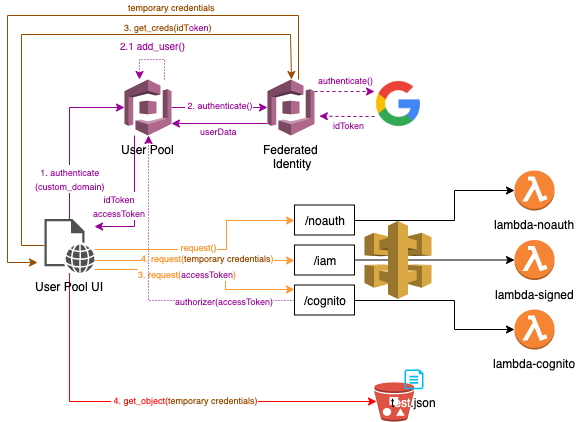 temporary credentials
3. get_creds(idToken)
2.1 add_user()
authenticate()
2. authenticate()
idToken
userData
User Pool
Federated
Identity
1. authenticate
(custom_domain)
idToken
accessToken
/noauth
lambda-noauth
request()
4. request(temporary credentials)
/iam
3. request(accessToken)
User Pool UI
lambda-signed
/cognito
authorizer(accessToken)
lambda-cognito
4. get_object(temporary credentials)
test.json